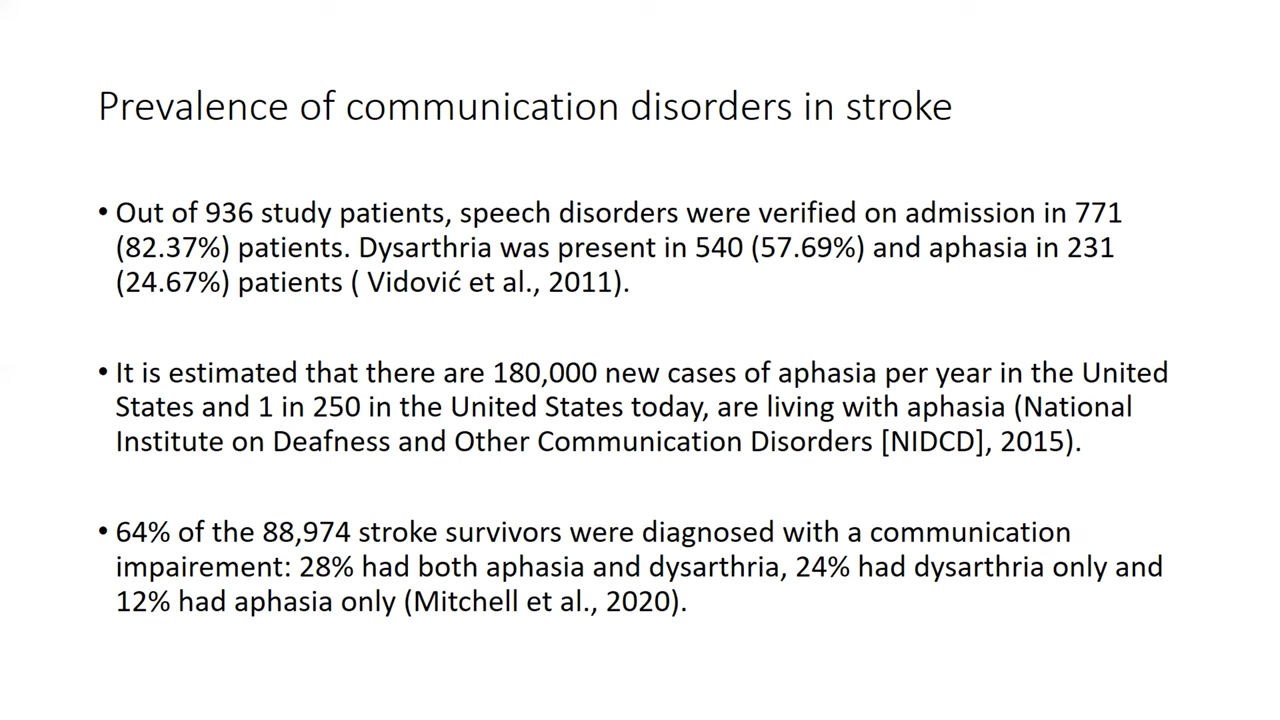 Prevalence of communication disorders in stroke
• Out of 936 study patients, speech disorders were verified on admission in 771
(82.37%) patients. Dysarthria was present in 540 (57.69%) and aphasia in 231
(24.67%) patients ( Vidović et al., 2011).
• It is estimated that there are 180,000 new cases of aphasia per year in the United
States and 1 in 250 in the United States today, are living with aphasia (National
Institute on Deafness and Other Communication Disorders [NIDCD], 2015).
• 64% of the 88,974 stroke survivors were diagnosed with a communication
impairement: 28% had both aphasia and dysarthria, 24% had dysarthria only and
12% had aphasia only (Mitchell et al., 2020).